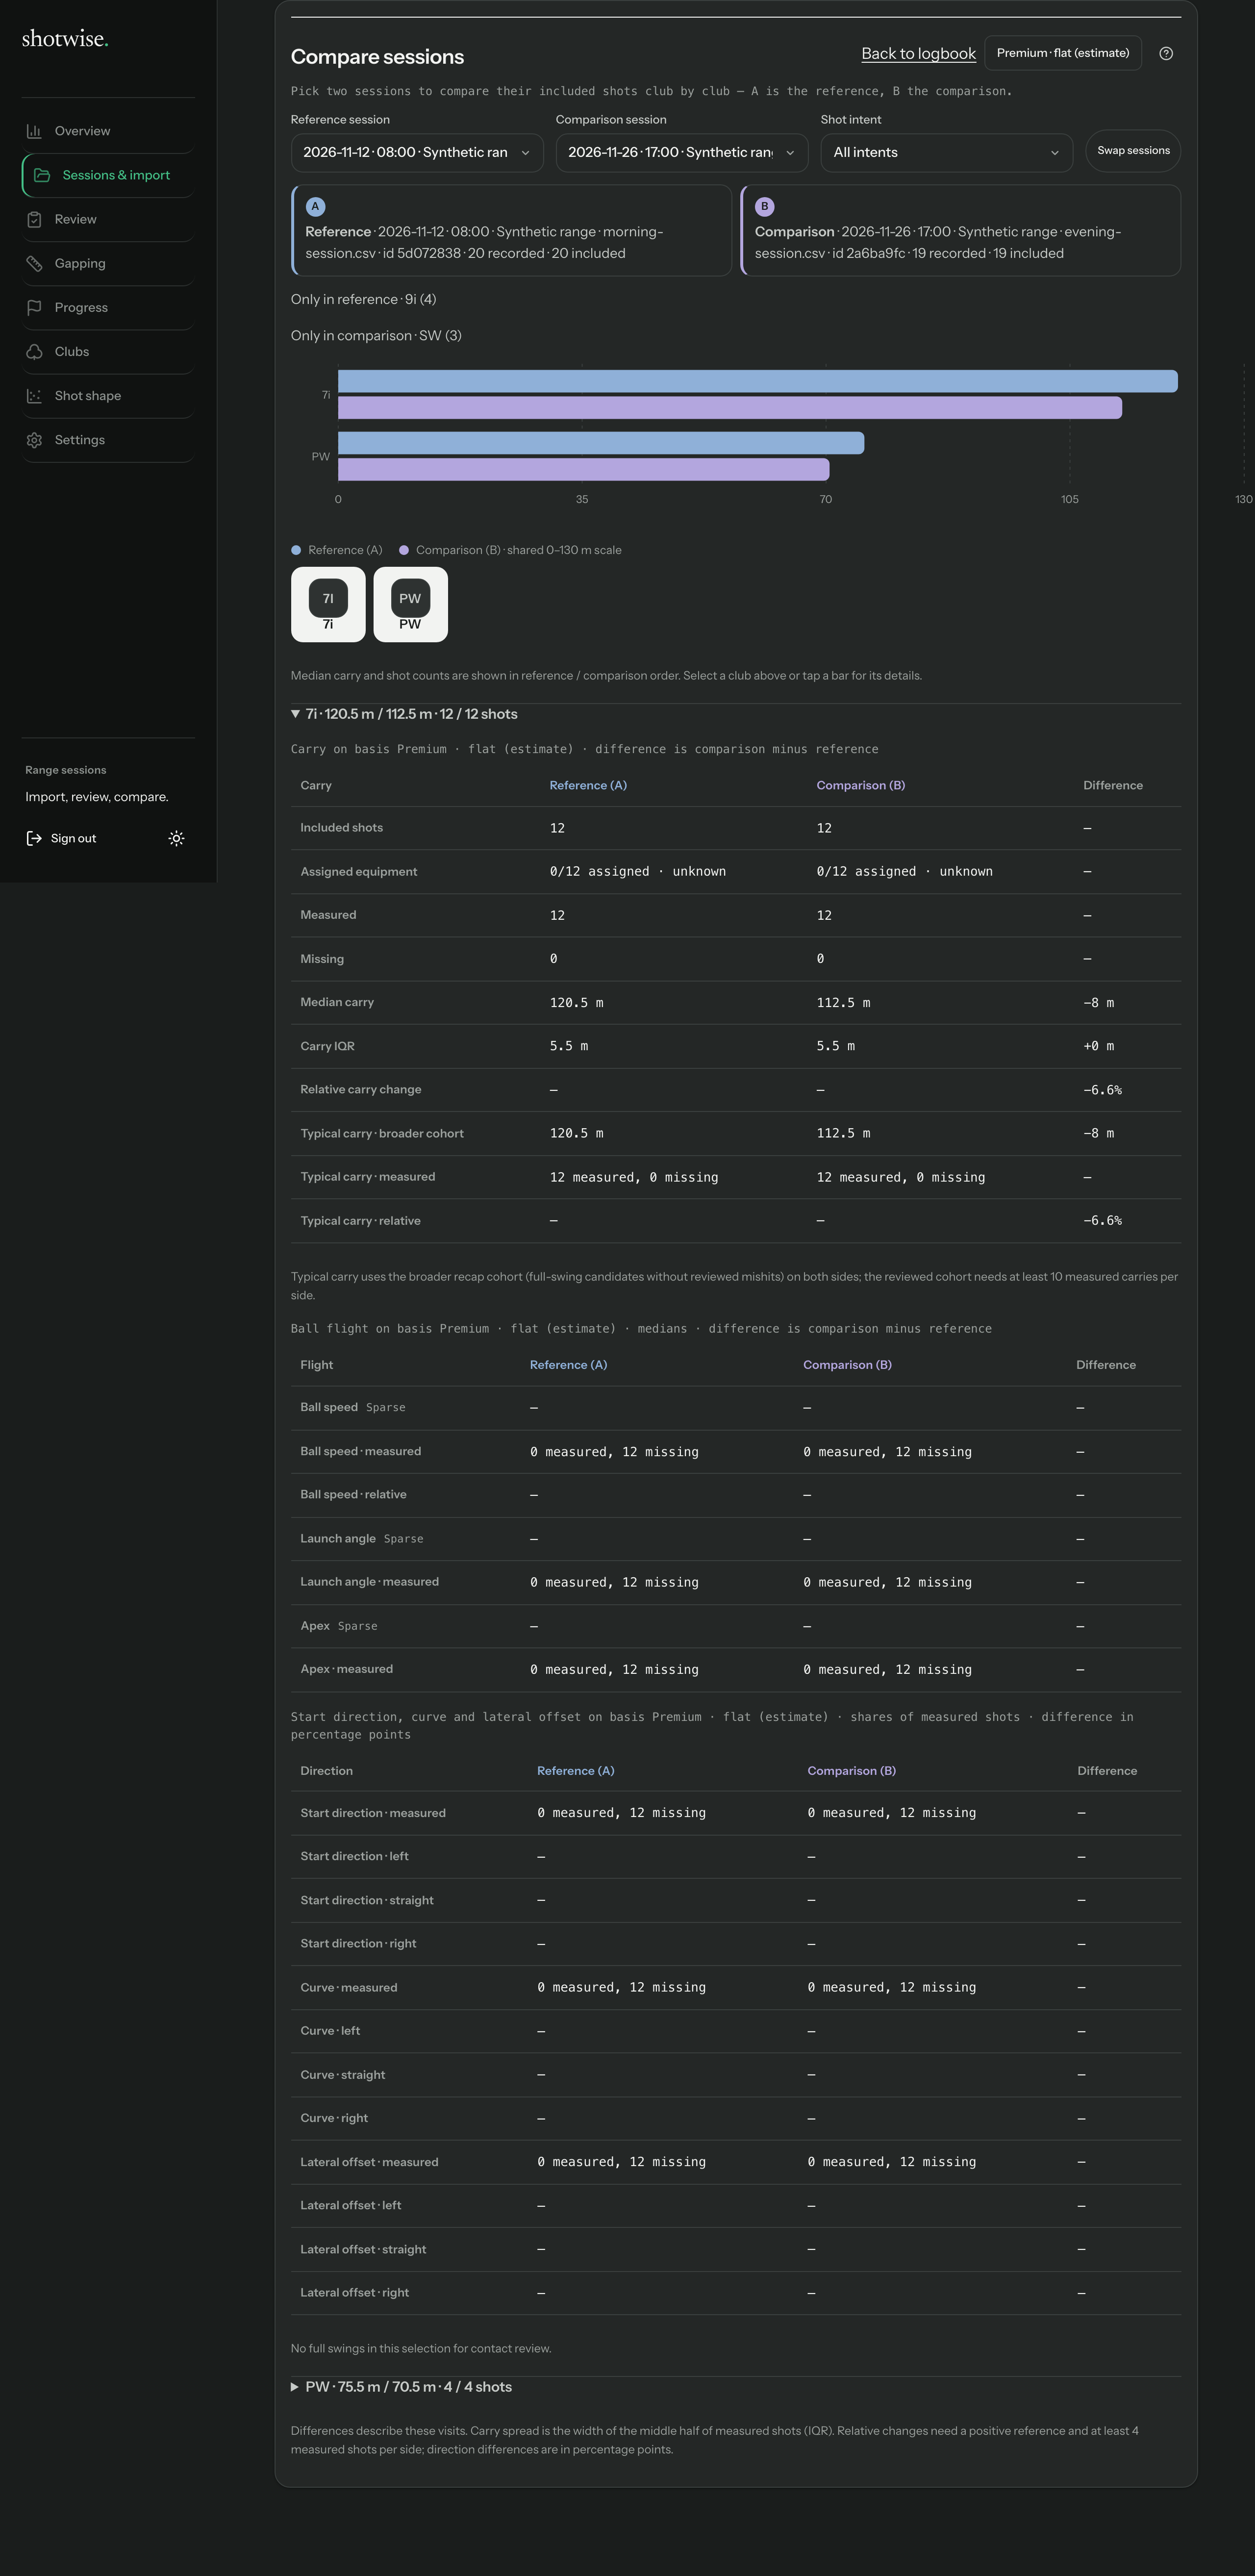 shotwise.
Overview
Sessions & import
Review
Gapping
Progress
Clubs
Shot shape
Settings
Range sessions
Import, review, compare.
Sign out
Compare sessions
Back to logbook
Premium · flat (estimate)
Pick two sessions to compare their included shots club by club — A is the reference, B the comparison.
Reference session
Comparison session
Shot intent
2026-11-12 · 08:00 · Synthetic ran
2026-11-26 · 17:00 · Synthetic rang
All intents
Swap sessions
A
Reference · 2026-11-12 · 08:00 · Synthetic range · morning-
session.csv · id 5d072838 · 20 recorded · 20 included
B
Comparison · 2026-11-26 · 17:00 · Synthetic range · evening-
session.csv · id 2a6ba9fc · 19 recorded · 19 included
Only in reference · 9i (4)
Only in comparison · SW (3)
7i
PW
0 35 70 105 130
Reference (A) Comparison (B) · shared 0–130 m scale
7I PW
7i PW
Median carry and shot counts are shown in reference / comparison order. Select a club above or tap a bar for its details.
▼ 7i · 120.5 m / 112.5 m · 12 / 12 shots
Carry on basis Premium · flat (estimate) · difference is comparison minus reference
Carry Reference (A) Comparison (B) Difference
Included shots 12 12 —
Assigned equipment 0/12 assigned · unknown 0/12 assigned · unknown —
Measured 12 12 —
Missing 0 0 —
Median carry 120.5 m 112.5 m −8 m
Carry IQR 5.5 m 5.5 m +0 m
Relative carry change — — −6.6%
Typical carry · broader cohort 120.5 m 112.5 m −8 m
Typical carry · measured 12 measured, 0 missing 12 measured, 0 missing —
Typical carry · relative — — −6.6%
Typical carry uses the broader recap cohort (full-swing candidates without reviewed mishits) on both sides; the reviewed cohort needs at least 10 measured carries per
side.
Ball flight on basis Premium · flat (estimate) · medians · difference is comparison minus reference
Flight Reference (A) Comparison (B) Difference
Ball speed Sparse — — —
Ball speed · measured 0 measured, 12 missing 0 measured, 12 missing —
Ball speed · relative — — —
Launch angle Sparse — — —
Launch angle · measured 0 measured, 12 missing 0 measured, 12 missing —
Apex Sparse — — —
Apex · measured 0 measured, 12 missing 0 measured, 12 missing —
Start direction, curve and lateral offset on basis Premium · flat (estimate) · shares of measured shots · difference in
percentage points
Direction Reference (A) Comparison (B) Difference
Start direction · measured 0 measured, 12 missing 0 measured, 12 missing —
Start direction · left — — —
Start direction · straight — — —
Start direction · right — — —
Curve · measured 0 measured, 12 missing 0 measured, 12 missing —
Curve · left — — —
Curve · straight — — —
Curve · right — — —
Lateral offset · measured 0 measured, 12 missing 0 measured, 12 missing —
Lateral offset · left — — —
Lateral offset · straight — — —
Lateral offset · right — — —
No full swings in this selection for contact review.
▶ PW · 75.5 m / 70.5 m · 4 / 4 shots
Differences describe these visits. Carry spread is the width of the middle half of measured shots (IQR). Relative changes need a positive reference and at least 4
measured shots per side; direction differences are in percentage points.